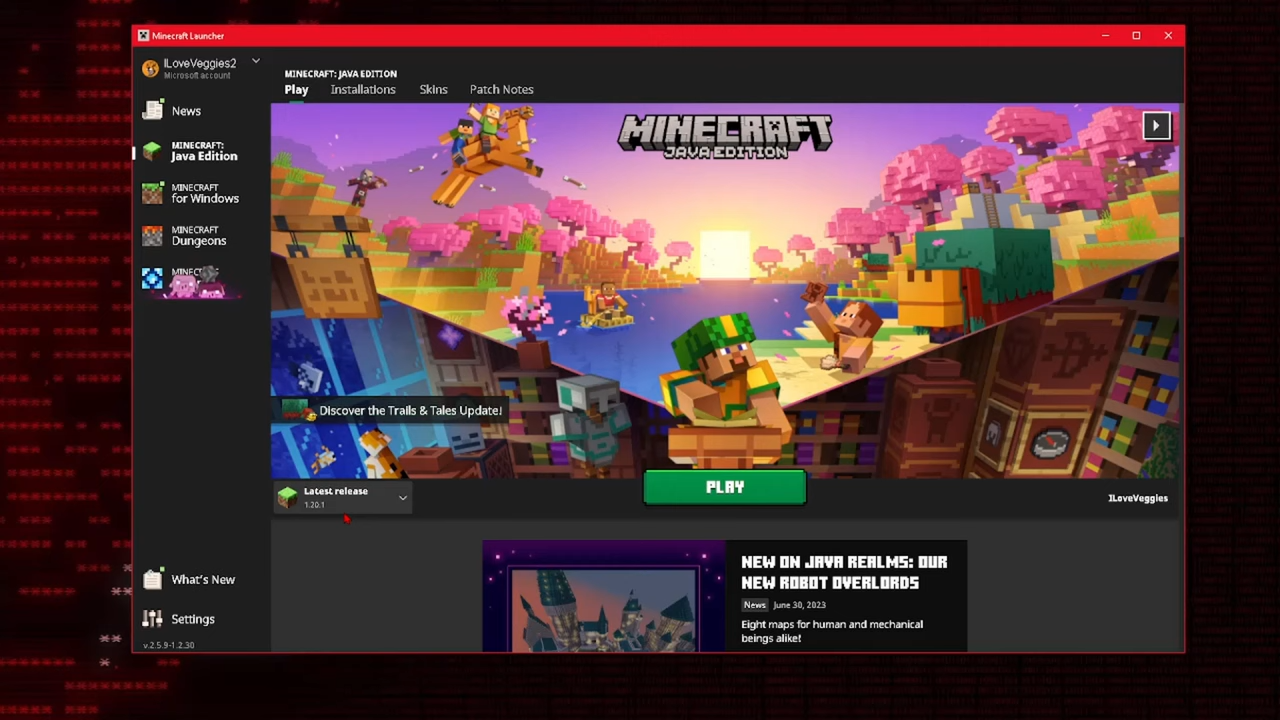 Minecraft Launcher
ILoveVeggies2
Microsoft account
News
MINECRAFT:
Java Edition
MINECRAFT
for Windows
MINECRAFT
Dungeons
What's New
Settings
v.2.5.9-1.2.30
MINECRAFT: JAVA EDITION
Play Installations Skins Patch Notes
MINECRAFT
JAVA EDITION
Discover the Trails & Tales Update!
Latest release
1.20.1
PLAY
ILoveVeggies
NEW ON JAVA REALMS: OUR
NEW ROBOT OVERLORDS
News June 30, 2023
Eight maps for human and mechanical
beings alike!